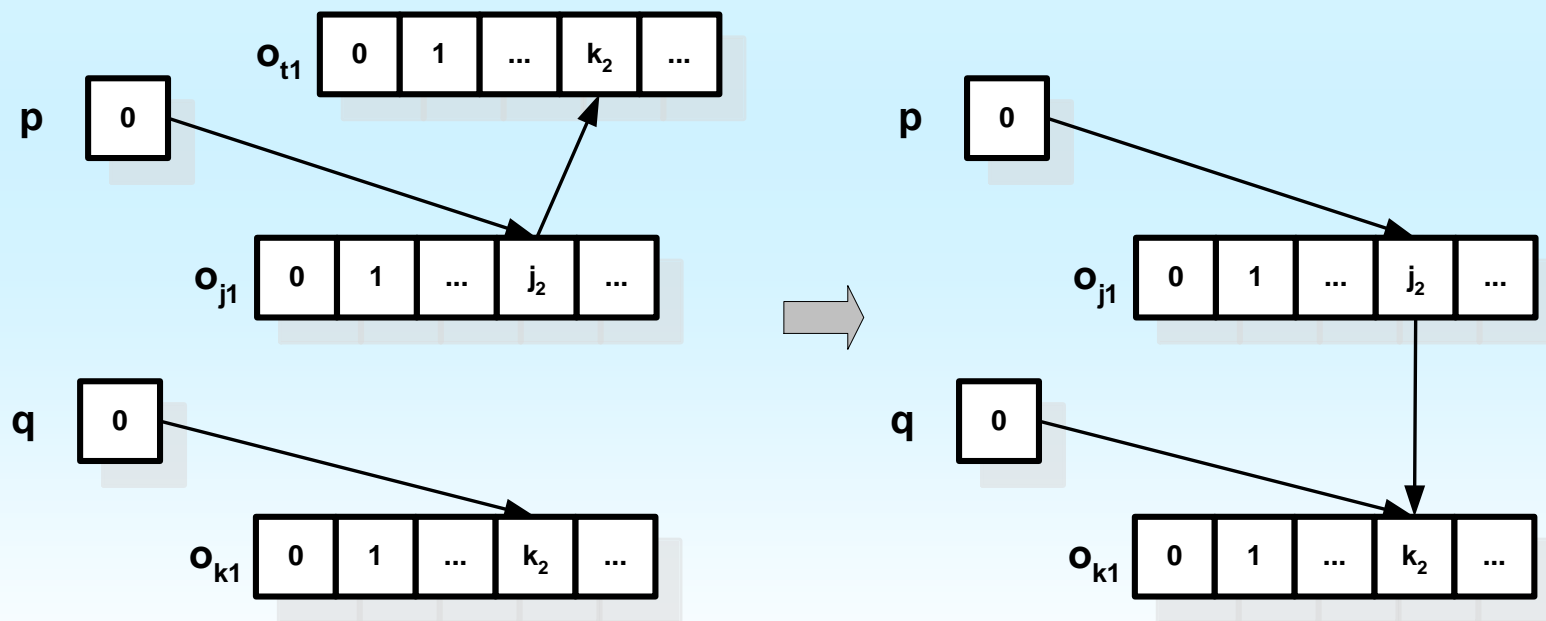 o_t1 0 1 ... k_2 ...
p 0
o_j1 0 1 ... j_2 ...
q 0
o_k1 0 1 ... k_2 ...
p 0
o_j1 0 1 ... j_2 ...
q 0
o_k1 0 1 ... k_2 ...